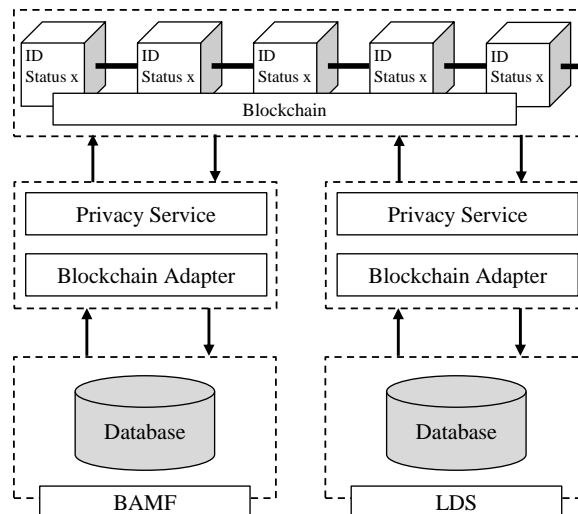 ID
Status x
ID
Status x
ID
Status x
ID
Status x
ID
Status x
Blockchain
Privacy Service
Privacy Service
Blockchain Adapter
Blockchain Adapter
Database
Database
BAMF
LDS